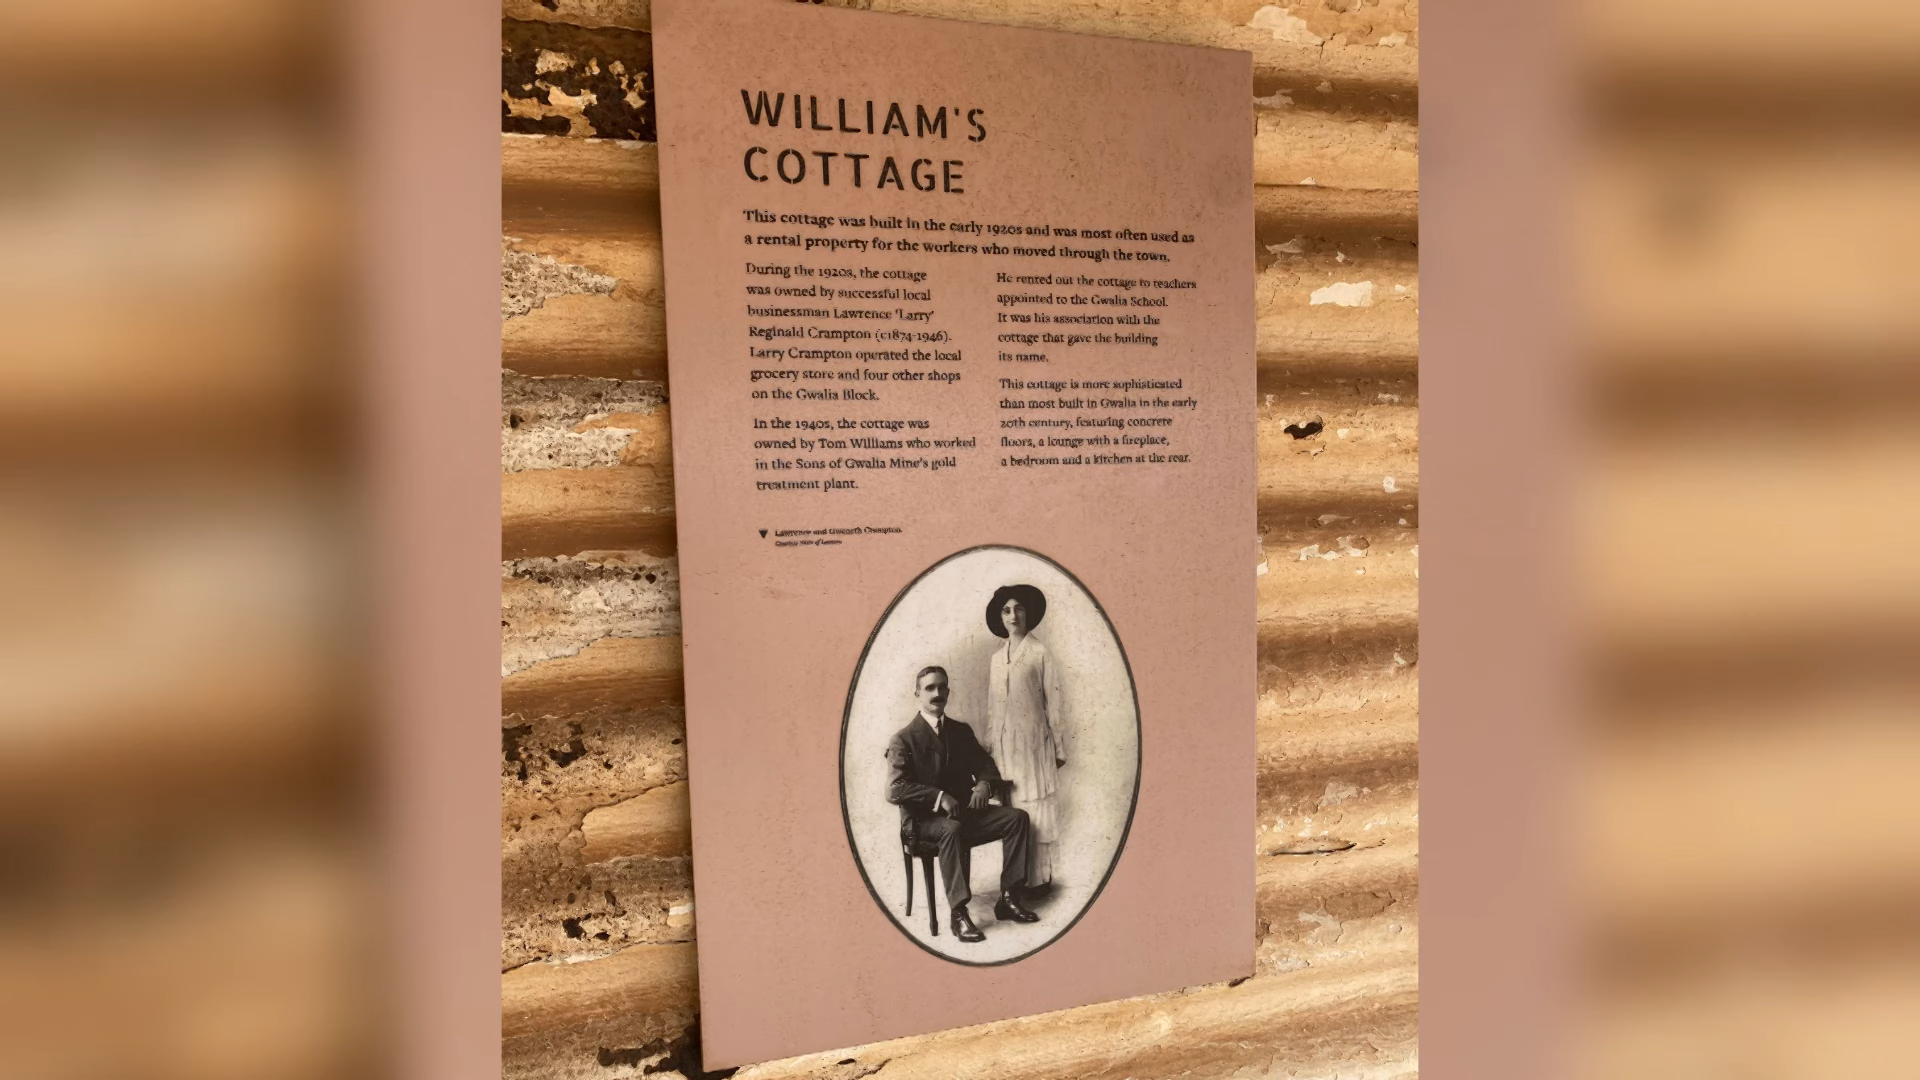 WILLIAM'S
COTTAGE
This cottage was built in the early 1920s and was most often used as
a rental property for the workers who moved through the town.
During the 1920s, the cottage
was owned by successful local
businessman Lawrence 'Larry'
Reginald Crampton (c1874-1946).
Larry Crampton operated the local
grocery store and four other shops
on the Gwalia Block.
In the 1940s, the cottage was
owned by Tom Williams who worked
in the Sons of Gwalia Mine's gold
treatment plant.
He rented out the cottage to teachers
appointed to the Gwalia School.
It was his association with the
cottage that gave the building
its name.
This cottage is more sophisticated
than most built in Gwalia in the early
20th century, featuring concrete
floors, a lounge with a fireplace,
a bedroom and a kitchen at the rear.
Lawrence and Crampton.